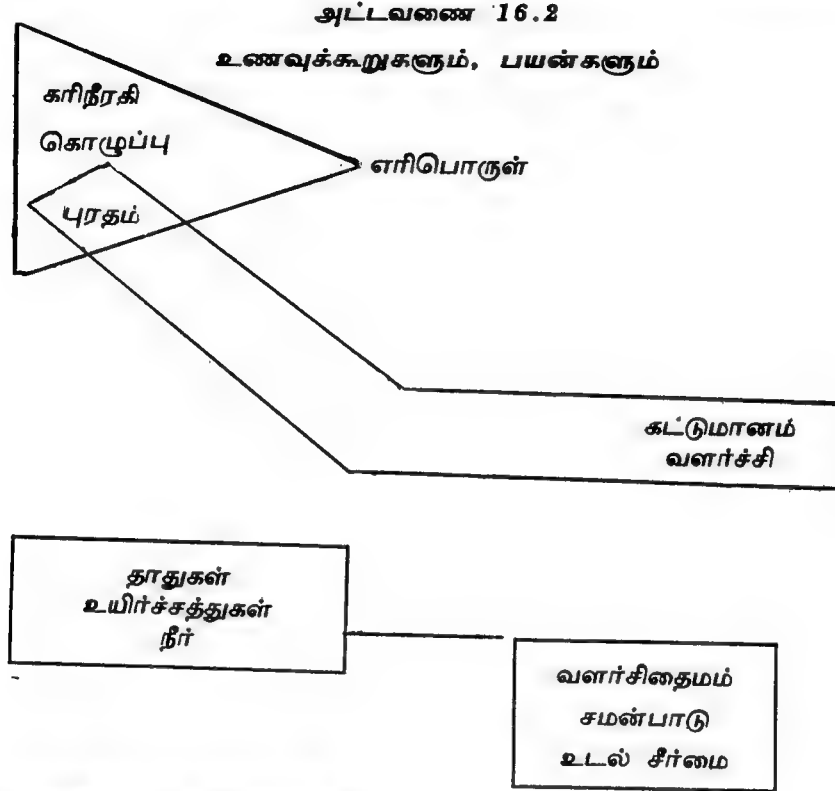 அட்டவணை 16.2
உணவுக்கூறுகளும், பயன்களும்
கரிநீரகி
கொழுப்பு
எரிபொருள்
புரதம்
கட்டுமானம்
வளர்ச்சி
தாதுகள்
உயிர்ச்சத்துகள்
நீர்
வளர்சிதைமம்
சமன்பாடு
உடல் சீர்மை